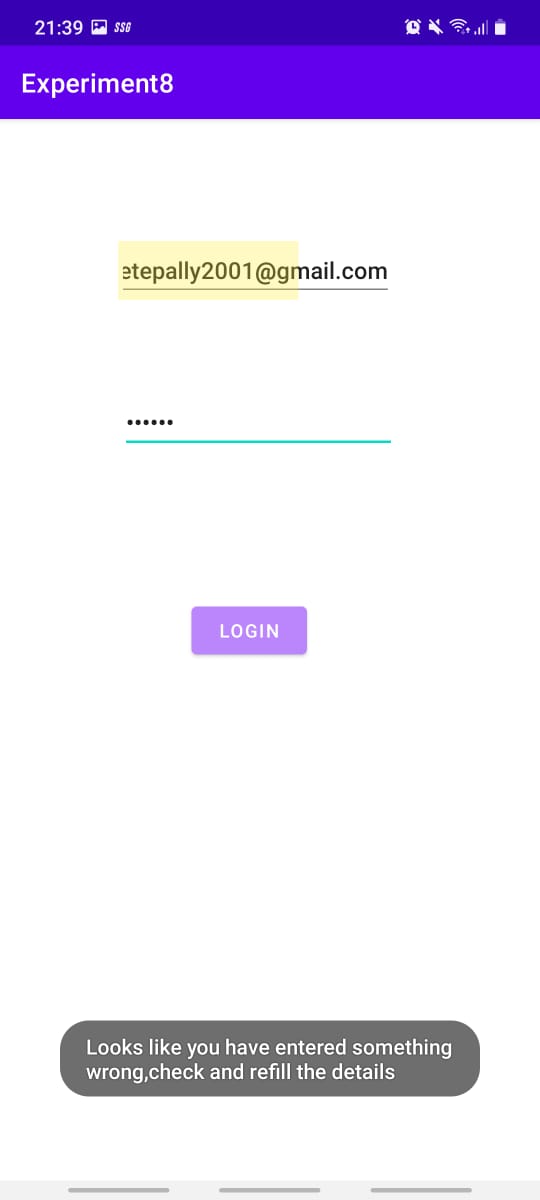 21:39 SSG
Experiment8
etepally2001@gmail.com
••••••
LOGIN
Looks like you have entered something
wrong,check and refill the details